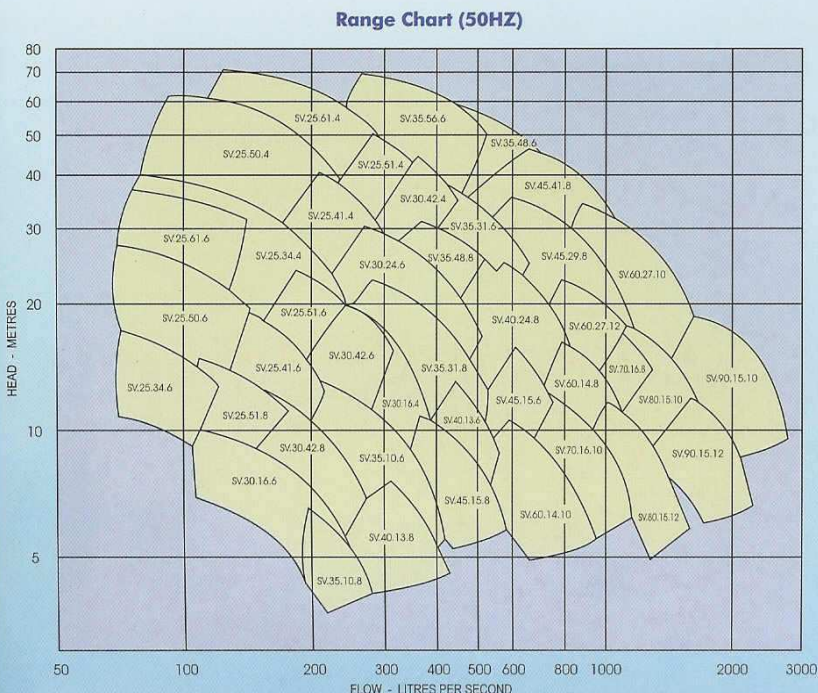 Range Chart (50HZ)
80
70
60
50
40
30
20
10
5
HEAD - METRES
SV.25.61.4
SV.35.56.6
SV.35.48.6
SV.25.50.4
SV.25.51.4
SV.45.41.8
SV.30.42.4
SV.25.41.4
SV.35.31.6
SV.25.61.6
SV.25.34.4
SV.30.24.6
SV.35.48.8
SV.45.29.8
SV.60.27.10
SV.25.50.6
SV.25.51.6
SV.40.24.8
SV.60.27.12
SV.25.34.6
SV.25.41.6
SV.30.42.6
SV.35.31.8
SV.70.16.8
SV.90.15.10
SV.60.14.8
SV.30.16.4
SV.45.15.6
SV.80.15.10
SV.25.51.8
SV.40.13.6
SV.30.42.8
SV.35.10.6
SV.70.16.10
SV.90.15.12
SV.30.16.6
SV.45.15.8
SV.60.14.10
SV.80.15.12
SV.40.13.8
SV.35.10.8
50 100 200 300 400 500 600 800 1000 2000 3000
FLOW - LITRES PER SECOND